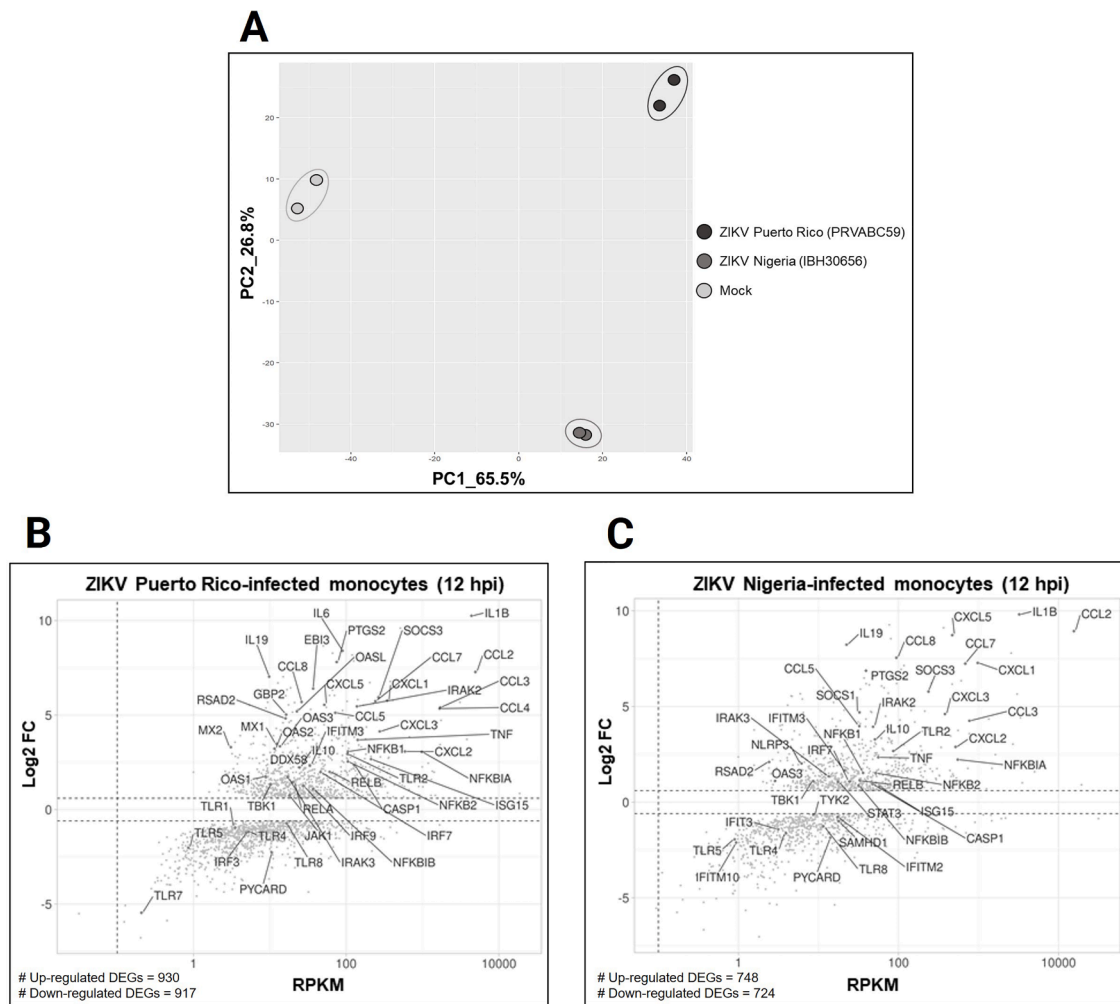 A
20
10
0
-10
-20
-30
-40
-20
0
20
40
PC2_26.8%
PC1_65.5%
ZIKV Puerto Rico (PRVABC59)
ZIKV Nigeria (IBH30656)
Mock
B
ZIKV Puerto Rico-infected monocytes (12 hpi)
10
5
0
-5
Log2 FC
IL6
IL1B
PTGS2
SOCS3
IL19
EBI3
OASL
CCL7
CCL2
CCL8
CXCL5
CXCL1
CCL3
RSAD2
GBP2
IRAK2
CCL4
MX2
MX1
OAS3
CCL5
CXCL3
OAS2
IFITM3
TNF
DDX58
IL10
NFKB1
CXCL2
OAS1
TLR2
NFKBIA
RELB
TLR1
TBK1
RELA
CASP1
NFKB2
ISG15
TLR5
TLR4
JAK1
IRF9
IRF7
IRF3
TLR8
IRAK3
NFKBIB
PYCARD
TLR7
1
100
10000
RPKM
# Up-regulated DEGs = 930
# Down-regulated DEGs = 917
C
ZIKV Nigeria-infected monocytes (12 hpi)
10
5
0
-5
Log2 FC
CXCL5
IL1B
CCL2
IL19
CCL8
CCL7
CCL5
PTGS2
SOCS3
CXCL1
SOCS1
IRAK2
CXCL3
CCL3
IRAK3
IFITM3
NFKB1
IL10
TLR2
CXCL2
NLRP3
IRF7
TNF
NFKBIA
RSAD2
OAS3
NFKB2
TBK1
TYK2
STAT3
ISG15
IFIT3
NFKBIB
CASP1
TLR5
TLR4
SAMHD1
IFITM10
TLR8
IFITM2
PYCARD
1
100
10000
RPKM
# Up-regulated DEGs = 748
# Down-regulated DEGs = 724